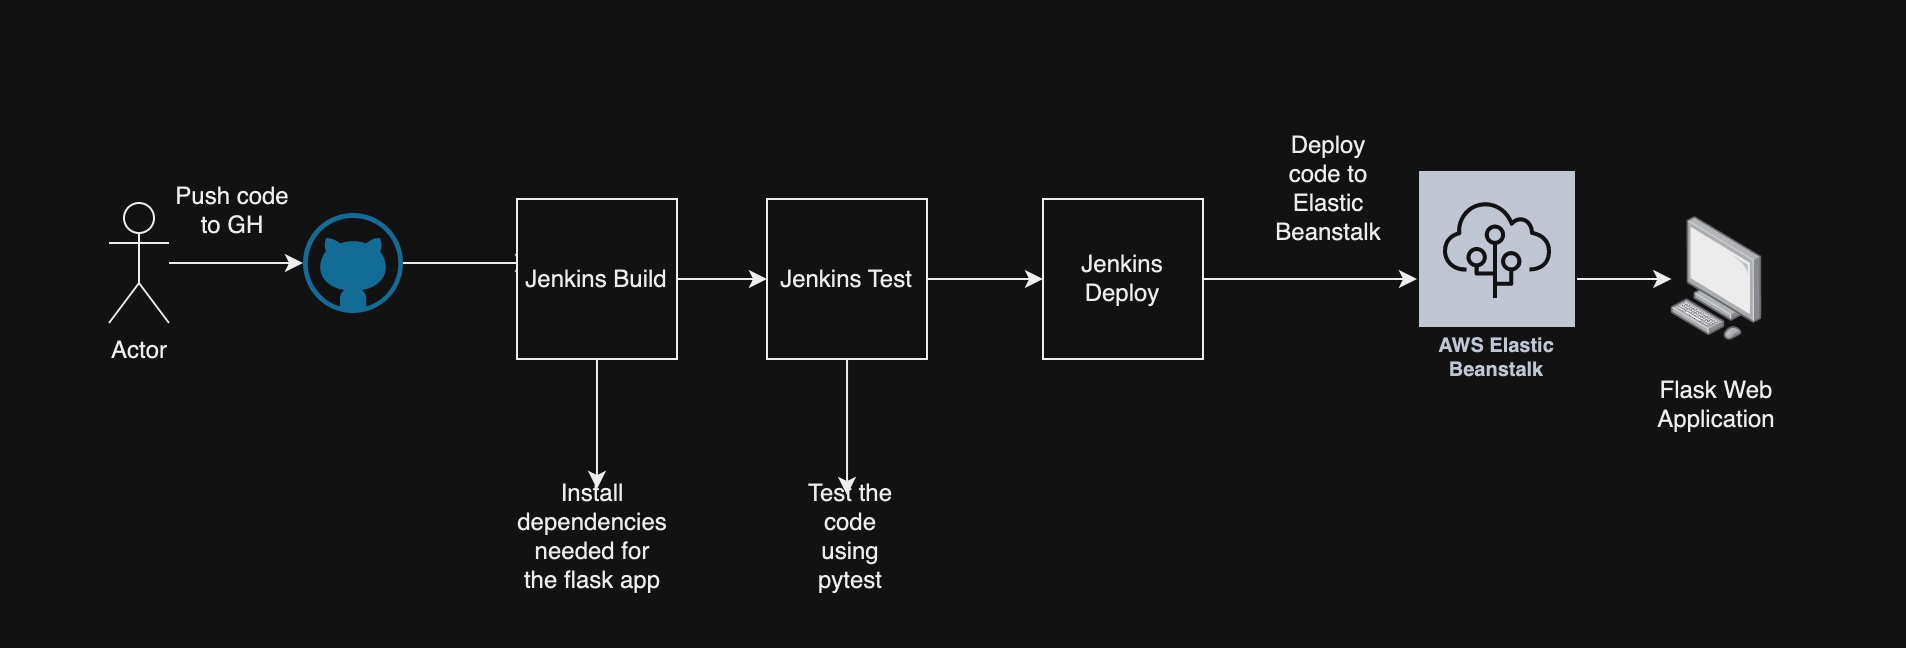 Push code
to GH
Actor
Jenkins Build
Install
dependencies
needed for
the flask app
Jenkins Test
Test the
code
using
pytest
Jenkins
Deploy
Deploy
code to
Elastic
Beanstalk
AWS Elastic
Beanstalk
Flask Web
Application